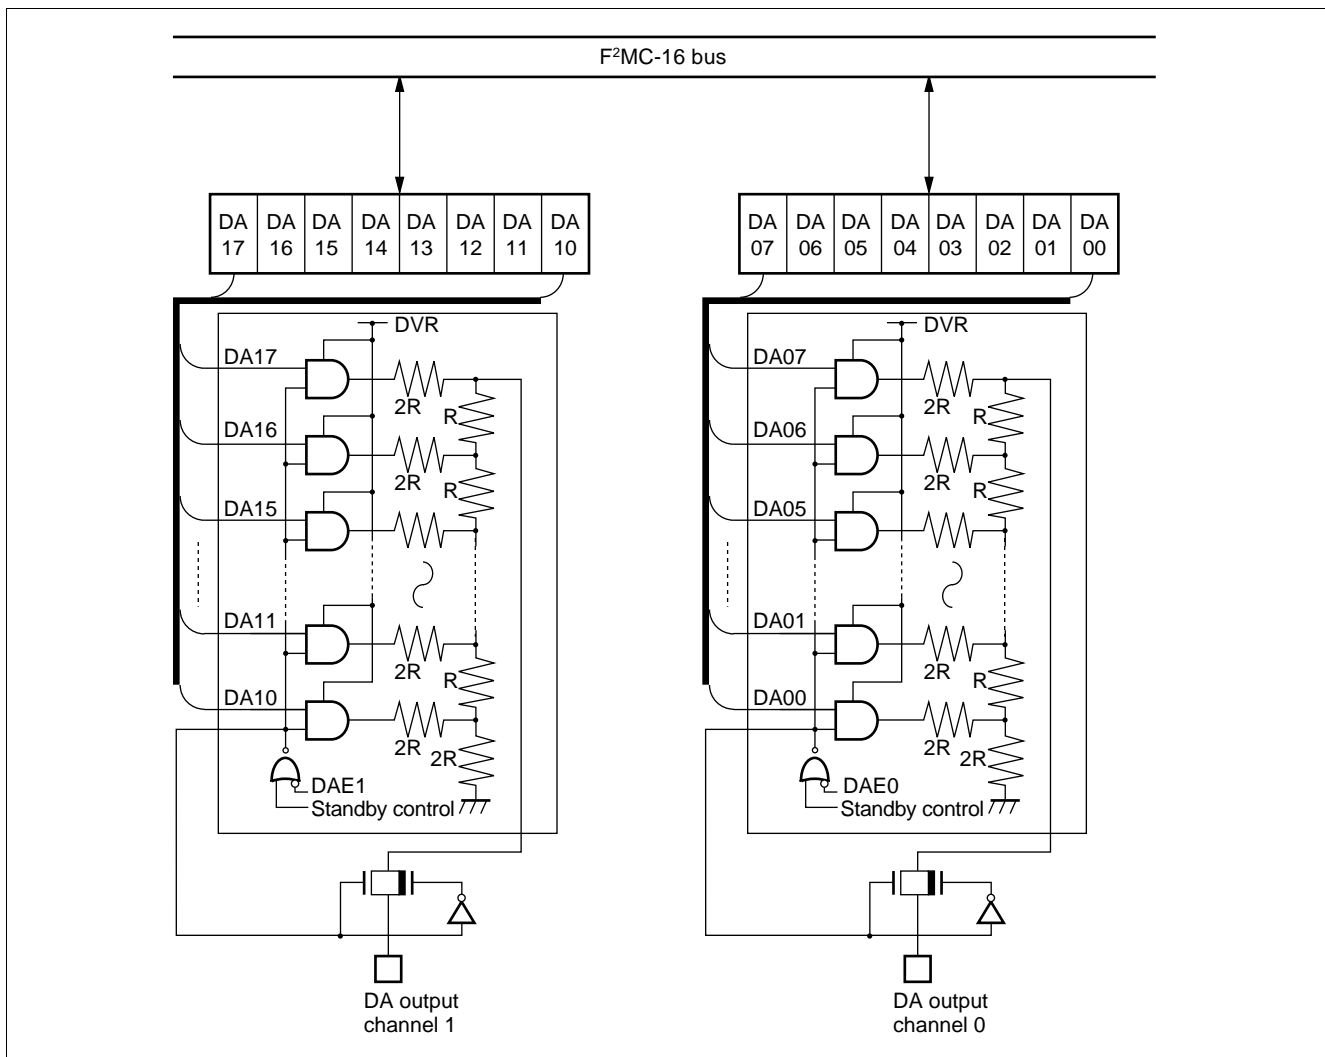 F²MC-16 bus
DA 17 DA 16 DA 15 DA 14 DA 13 DA 12 DA 11 DA 10
DA 07 DA 06 DA 05 DA 04 DA 03 DA 02 DA 01 DA 00
DVR
DA17
2R
R
DA16
2R
R
DA15
DA11
2R
R
DA10
2R
2R
DAE1
Standby control
DA output
channel 1
DVR
DA07
2R
R
DA06
2R
R
DA05
DA01
2R
R
DA00
2R
2R
DAE0
Standby control
DA output
channel 0